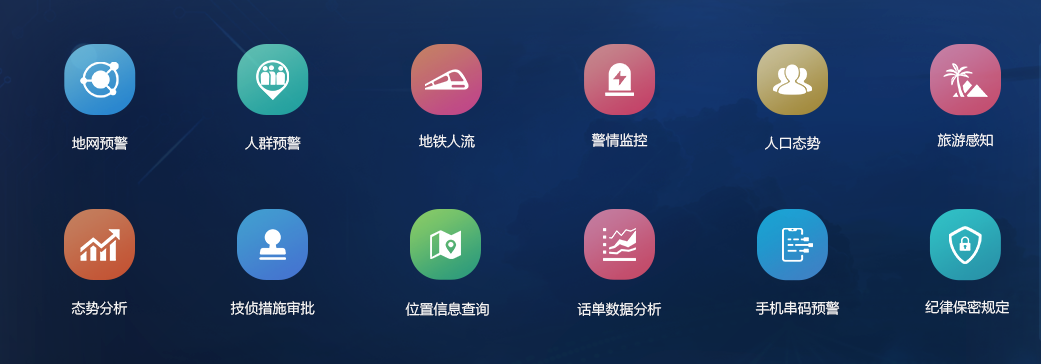 地网预警
人群预警
地铁人流
警情监控
人口态势
旅游感知
态势分析
技侦措施审批
位置信息查询
话单数据分析
手机串码预警
纪律保密规定